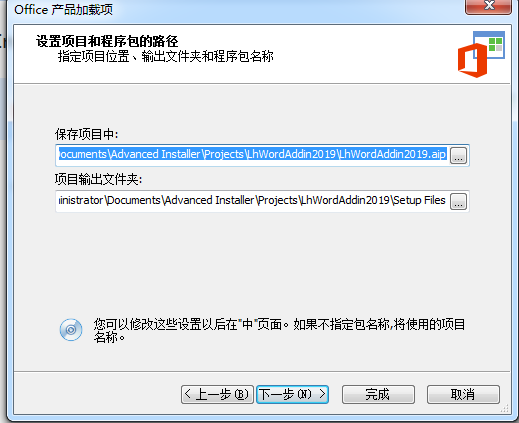 Office 产品加载项
设置项目和程序包的路径
指定项目位置、输出文件夹和程序包名称
保存项目中:
ocuments\Advanced Installer\Projects\LhWordAddin2019\LhWordAddin2019.aip
...
项目输出文件夹:
inistrator\Documents\Advanced Installer\Projects\LhWordAddin2019\Setup Files
...
您可以修改这些设置以后在"中"页面。如果不指定包名称,将使用的项目
名称。
< 上一步(B)
下一步(N) >
完成
取消